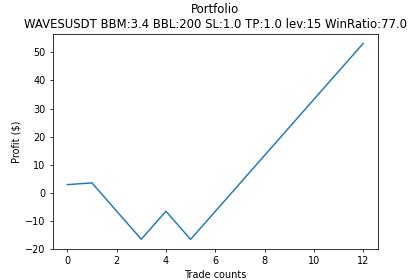 Portfolio
WAVESUSDT BBM:3.4 BBL:200 SL:1.0 TP:1.0 lev:15 WinRatio:77.0
50
40
30
20
10
0
−10
−20
Profit ($)
0 2 4 6 8 10 12
Trade counts